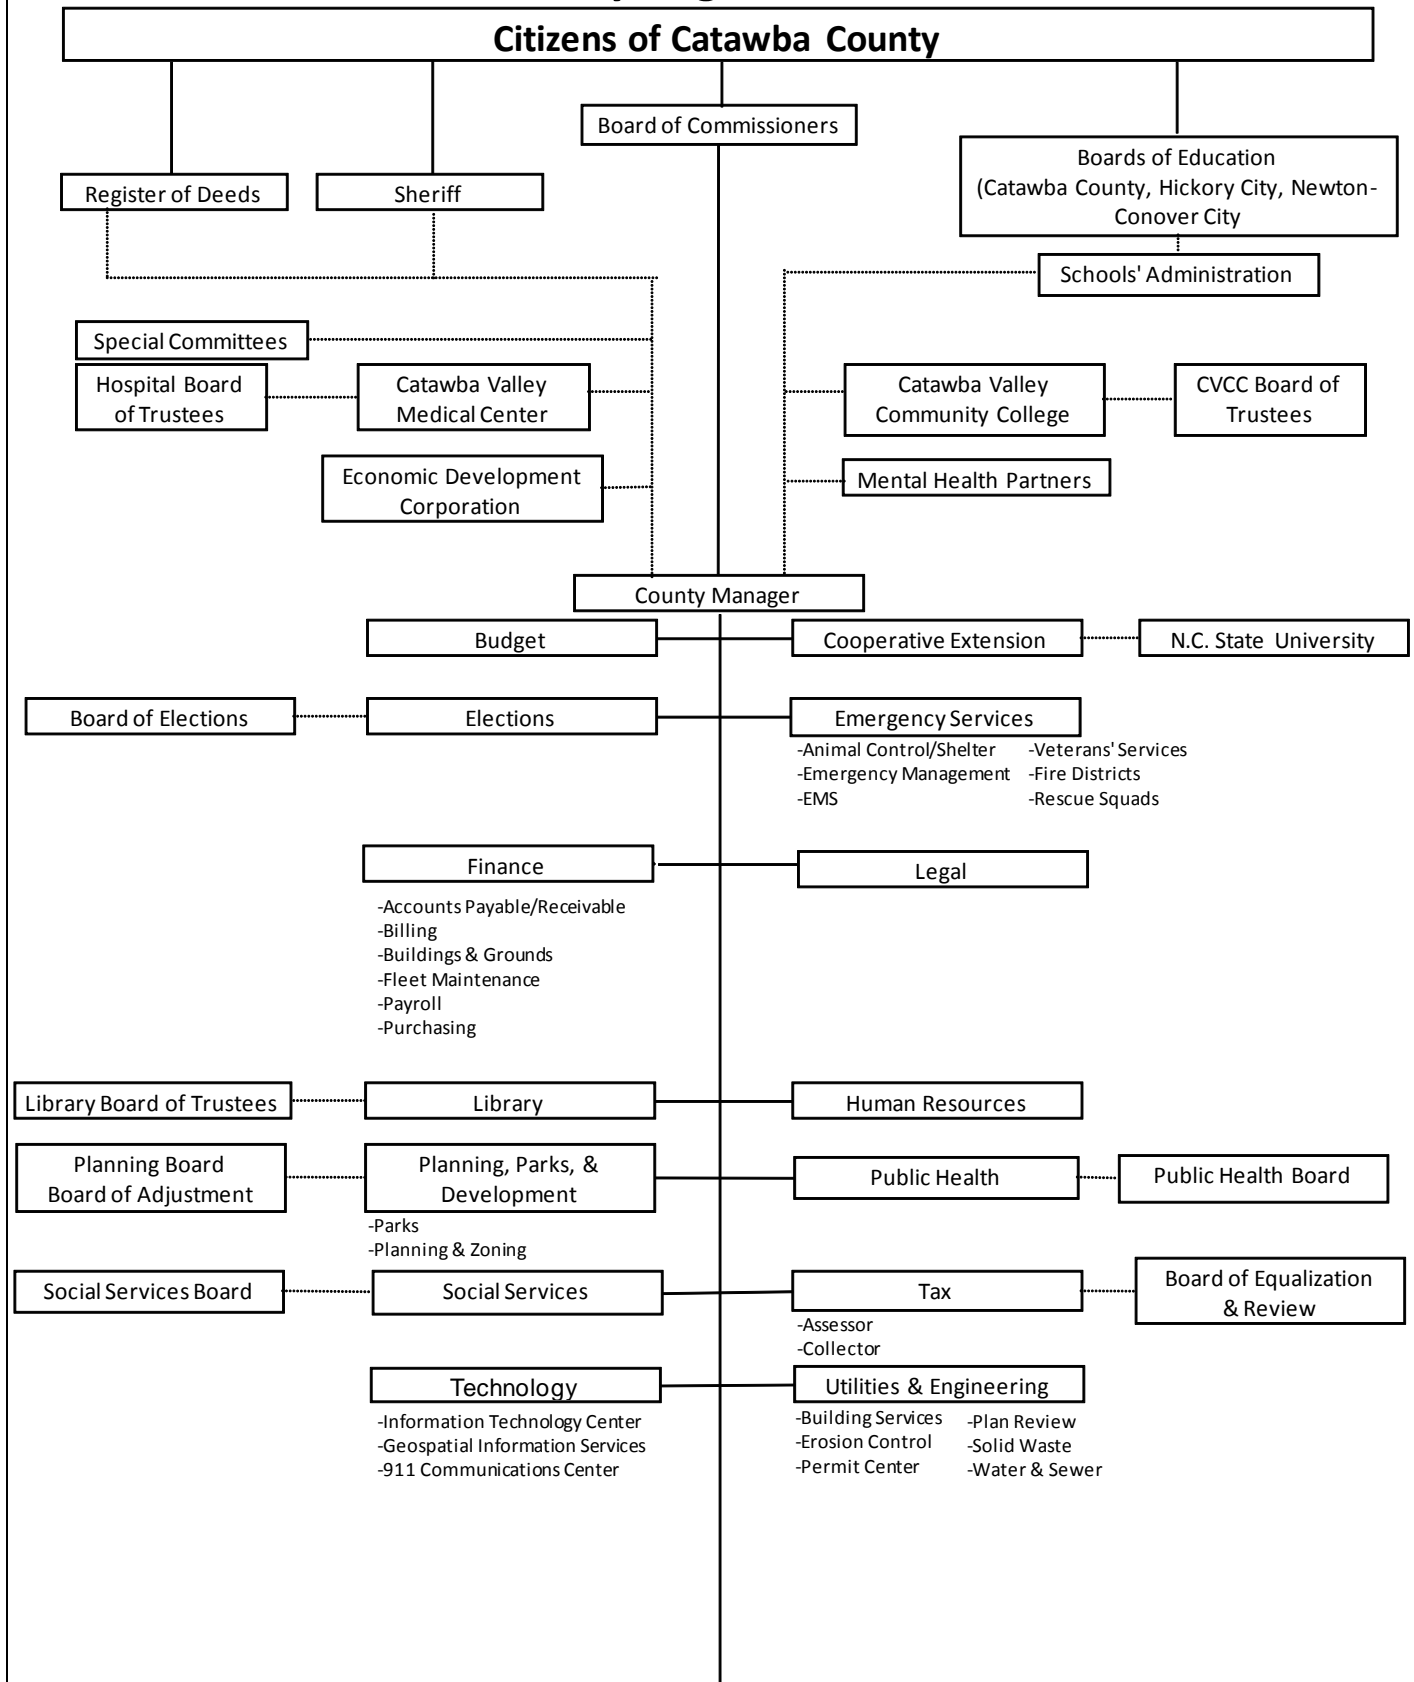 Citizens of Catawba County
Board of Commissioners
Register of Deeds
Sheriff
Boards of Education
(Catawba County, Hickory City, Newton-
Conover City
Schools' Administration
Special Committees
Hospital Board
of Trustees
Catawba Valley
Medical Center
Catawba Valley
Community College
CVCC Board of
Trustees
Economic Development
Corporation
Mental Health Partners
County Manager
Budget
Cooperative Extension
N.C. State University
Board of Elections
Elections
Emergency Services
-Animal Control/Shelter
-Emergency Management
-EMS
-Veterans' Services
-Fire Districts
-Rescue Squads
Finance
Legal
-Accounts Payable/Receivable
-Billing
-Buildings & Grounds
-Fleet Maintenance
-Payroll
-Purchasing
Library Board of Trustees
Library
Human Resources
Planning Board
Board of Adjustment
Planning, Parks, &
Development
Public Health
Public Health Board
-Parks
-Planning & Zoning
Social Services Board
Social Services
Tax
Board of Equalization
& Review
-Assessor
-Collector
Technology
Utilities & Engineering
-Information Technology Center
-Geospatial Information Services
-911 Communications Center
-Building Services
-Erosion Control
-Permit Center
-Plan Review
-Solid Waste
-Water & Sewer